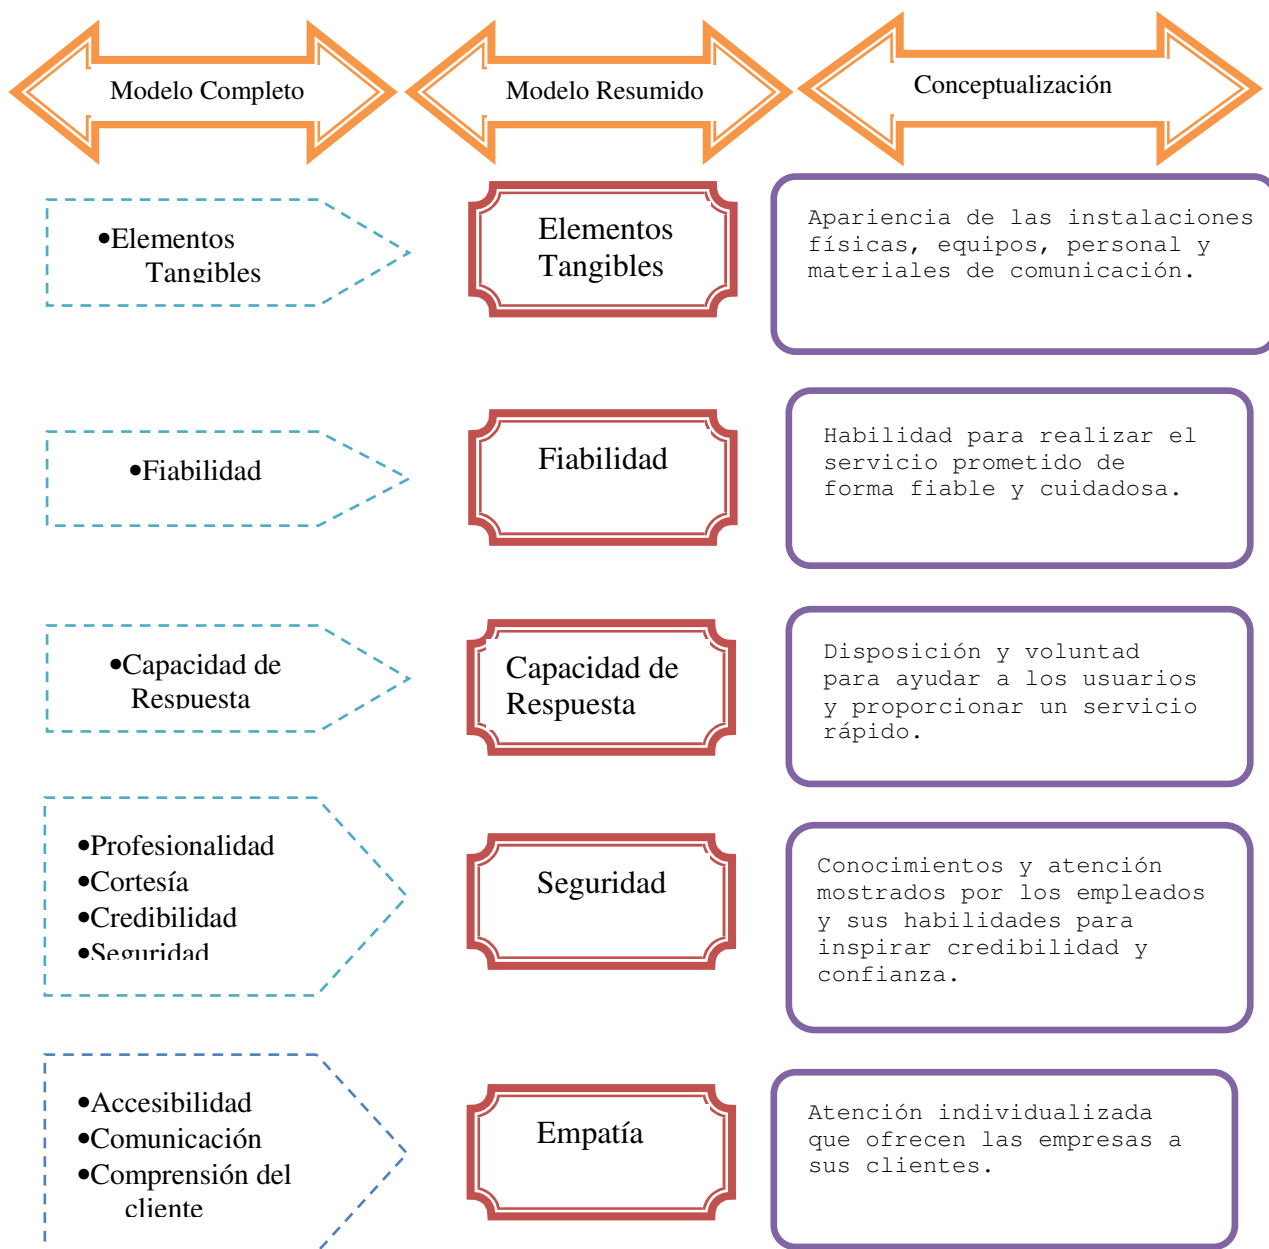 Modelo Completo
Modelo Resumido
Conceptualización
•Elementos
Tangibles
Elementos
Tangibles
Apariencia de las instalaciones
físicas, equipos, personal y
materiales de comunicación.
•Fiabilidad
Fiabilidad
Habilidad para realizar el
servicio prometido de
forma fiable y cuidadosa.
•Capacidad de
Respuesta
Capacidad de
Respuesta
Disposición y voluntad
para ayudar a los usuarios
y proporcionar un servicio
rápido.
•Profesionalidad
•Cortesía
•Credibilidad
•Seguridad
Seguridad
Conocimientos y atención
mostrados por los empleados
y sus habilidades para
inspirar credibilidad y
confianza.
•Accesibilidad
•Comunicación
•Comprensión del
cliente
Empatía
Atención individualizada
que ofrecen las empresas a
sus clientes.